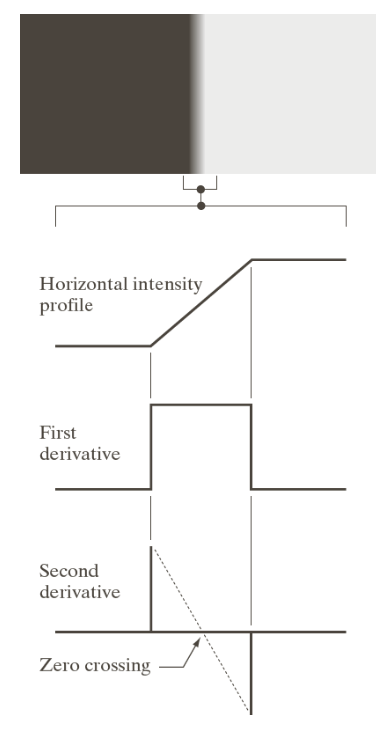 Horizontal intensity
profile
First
derivative
Second
derivative
Zero crossing